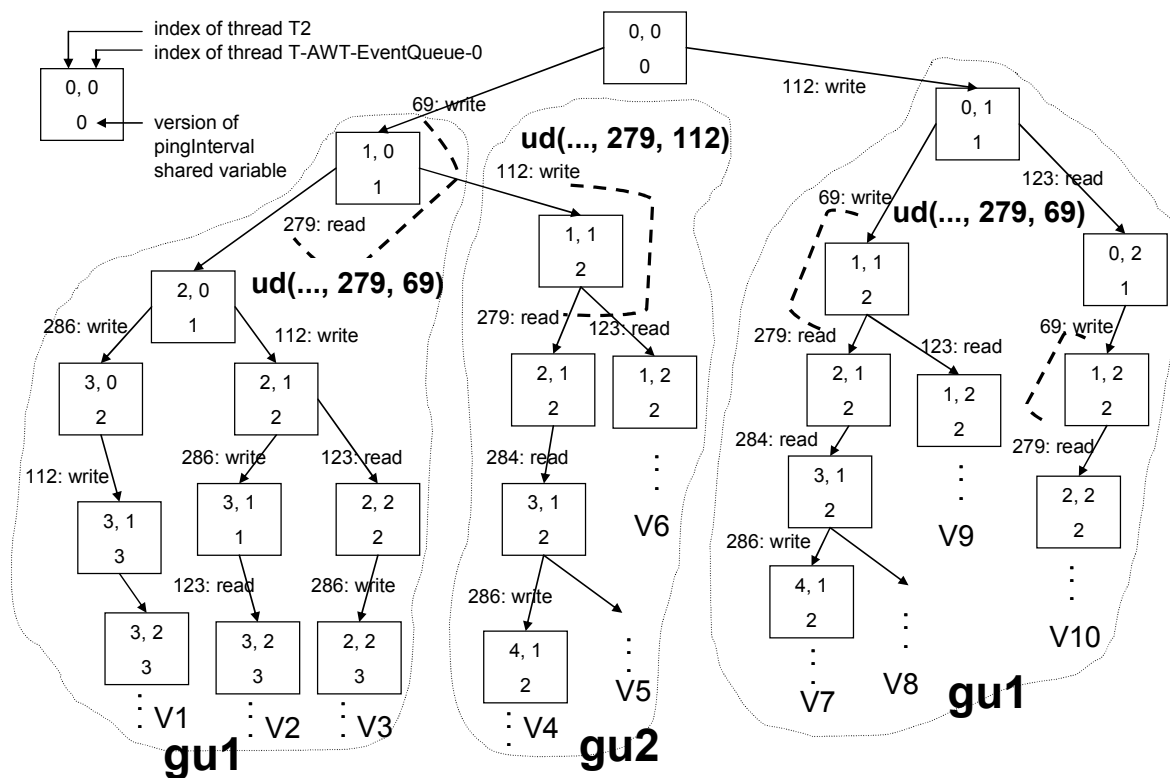 index of thread T2
index of thread T-AWT-EventQueue-0
0, 0
0
version of
pingInterval
shared variable
0, 0
0
69: write
112: write
1, 0
1
ud(..., 279, 112)
0, 1
1
279: read
112: write
69: write
123: read
ud(..., 279, 69)
1, 1
2
1, 1
2
0, 2
1
ud(..., 279, 69)
2, 0
1
286: write
112: write
279: read
123: read
279: read
123: read
69: write
3, 0
2
2, 1
2
2, 1
2
1, 2
2
2, 1
2
1, 2
2
1, 2
2
112: write
286: write
123: read
284: read
284: read
279: read
3, 1
3
3, 1
1
2, 2
2
3, 1
2
V6
3, 1
2
V9
2, 2
2
123: read
286: write
286: write
286: write
3, 2
3
3, 2
3
2, 2
3
4, 1
2
4, 1
2
V10
V1
V2
V3
V4
V5
V7
V8
gu1
gu2
gu1